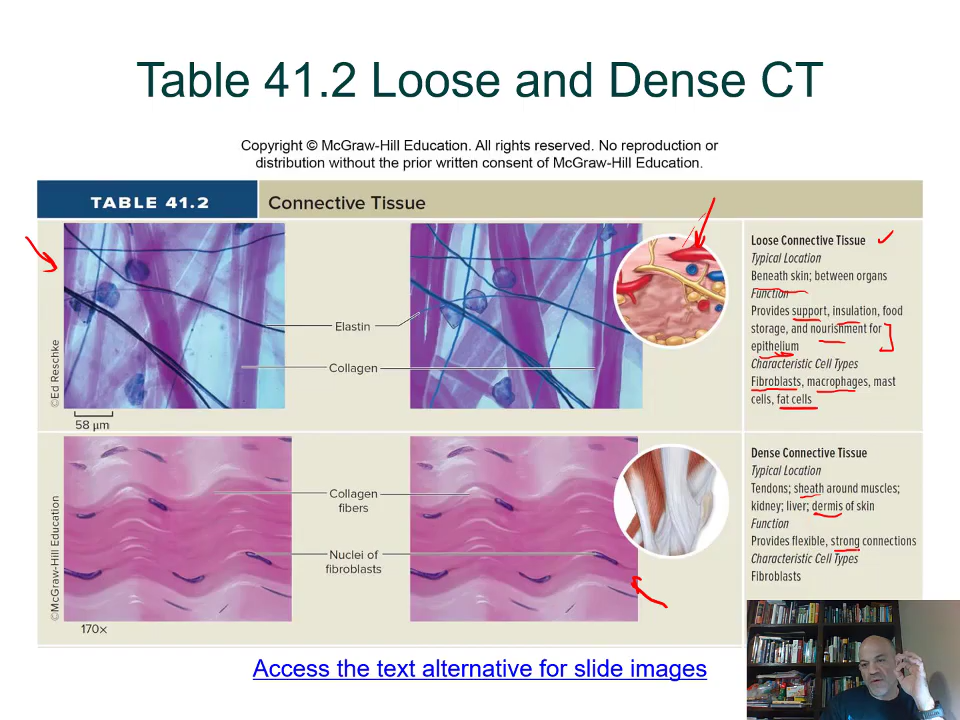 Table 41.2 Loose and Dense CT
Copyright © McGraw-Hill Education. All rights reserved. No reproduction or
distribution without the prior written consent of McGraw-Hill Education.
TABLE 41.2
Connective Tissue
©Ed Reschke
Elastin
Collagen
58 µm
Loose Connective Tissue
Typical Location
Beneath skin; between organs
Function
Provides support, insulation, food
storage, and nourishment for
epithelium
Characteristic Cell Types
Fibroblasts, macrophages, mast
cells, fat cells
©McGraw-Hill Education
Collagen
fibers
Nuclei of
fibroblasts
170×
Dense Connective Tissue
Typical Location
Tendons; sheath around muscles;
kidney; liver; dermis of skin
Function
Provides flexible, strong connections
Characteristic Cell Types
Fibroblasts
Access the text alternative for slide images